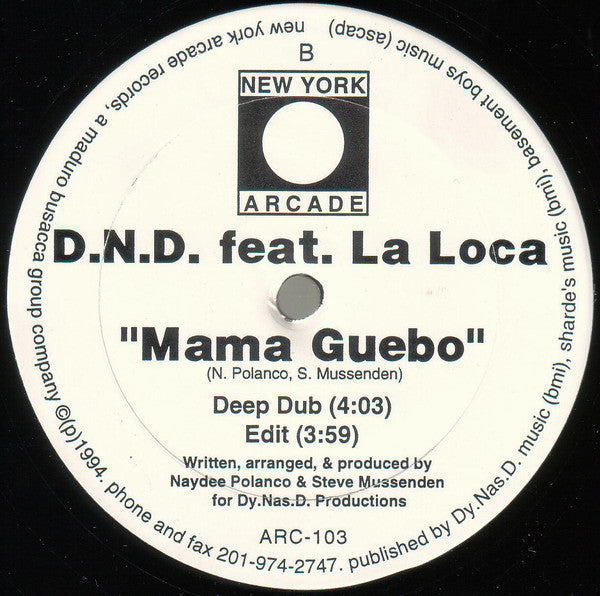 B
NEW YORK
ARCADE
D.N.D. feat. La Loca
"Mama Guebo"
(N. Polanco, S. Mussenden)
Deep Dub (4:03)
Edit (3:59)
Written, arranged, & produced by
Naydee Polanco & Steve Mussenden
for Dy.Nas.D. Productions
ARC-103
new york arcade records, a maduro busacca group company ©(p)1994. phone and fax 201-974-2747. published by Dy.Nas.D. music (bmi), sharde's music (bmi), basement boys music (ascap)